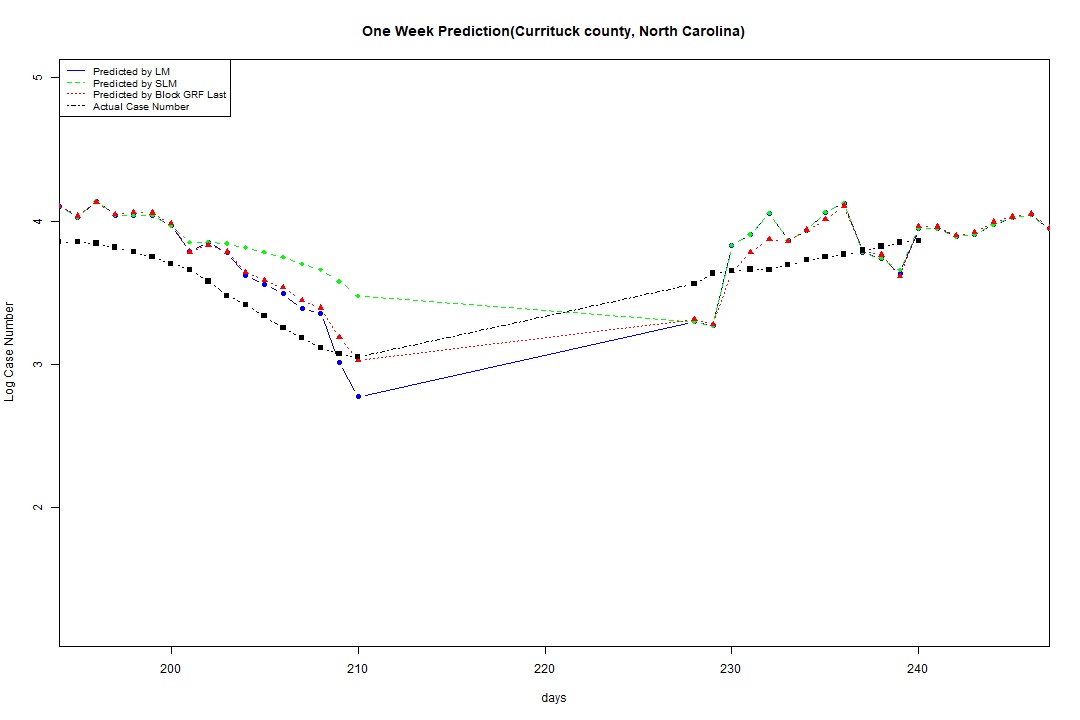 One Week Prediction(Currituck county, North Carolina)
Predicted by LM
Predicted by SLM
Predicted by Block GRF Last
Actual Case Number
5
4
3
2
Log Case Number
200 210 220 230 240
days